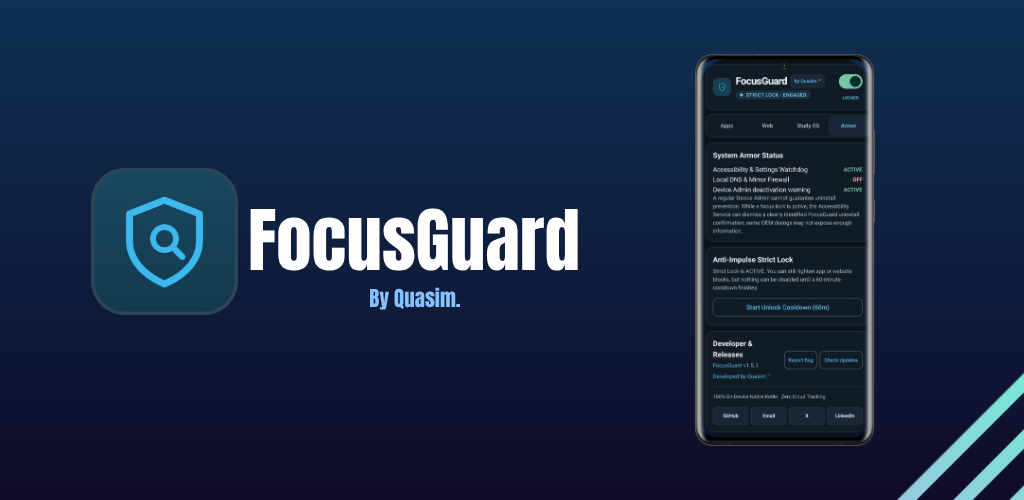 FocusGuard
By Quasim.
FocusGuard by Quasim.™
STRICT LOCK · ENGAGED
LOCKED
Apps Web Study OS Armor
System Armor Status
Accessibility & Settings Watchdog ACTIVE
Local DNS & Mirror Firewall OFF
Device Admin deactivation warning ACTIVE
A regular Device Admin cannot guarantee uninstall
prevention. While a focus lock is active, the Accessibility
Service can dismiss a clearly identified FocusGuard uninstall
confirmation; some OEM dialogs may not expose enough
information.
Anti-Impulse Strict Lock
Strict Lock is ACTIVE. You can still tighten app or website
blocks, but nothing can be disabled until a 60-minute
cooldown finishes
Start Unlock Cooldown (60m)
Developer &
Releases
FocusGuard v1.5.1
Developed by Quasim.™
Report Bug Check Updates
100% On-Device Native Kotlin. Zero Cloud Tracking
GitHub Email X LinkedIn